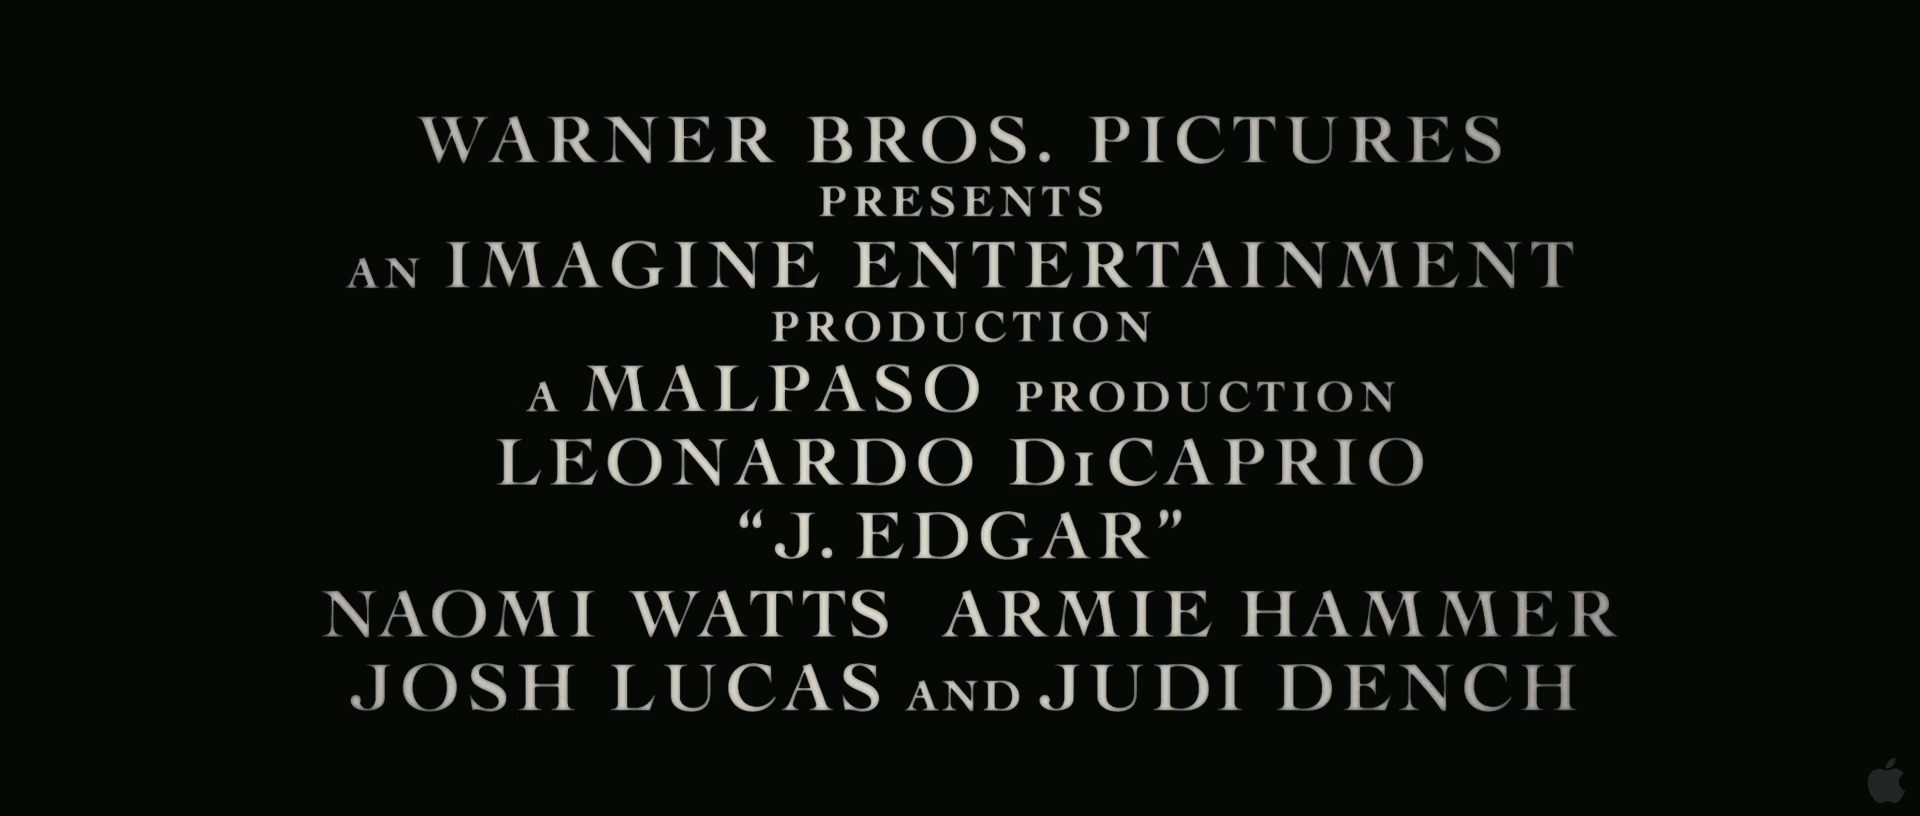 WARNER BROS. PICTURES
PRESENTS
AN IMAGINE ENTERTAINMENT
PRODUCTION
A MALPASO PRODUCTION
LEONARDO DiCAPRIO
“J. EDGAR”
NAOMI WATTS ARMIE HAMMER
JOSH LUCAS AND JUDI DENCH